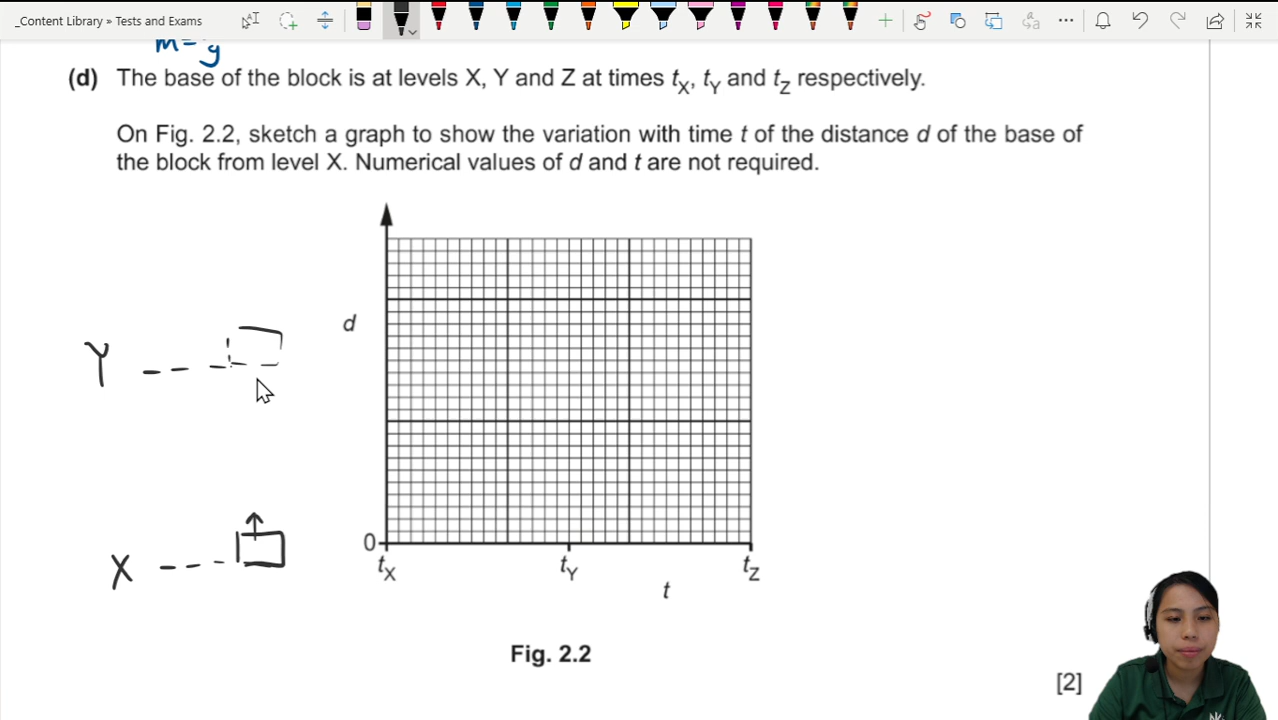 _Content Library » Tests and Exams
(d) The base of the block is at levels X, Y and Z at times tX, tY and tZ respectively.
On Fig. 2.2, sketch a graph to show the variation with time t of the distance d of the base of
the block from level X. Numerical values of d and t are not required.
d
Y
X
0
tX tY tZ
t
Fig. 2.2
[2]